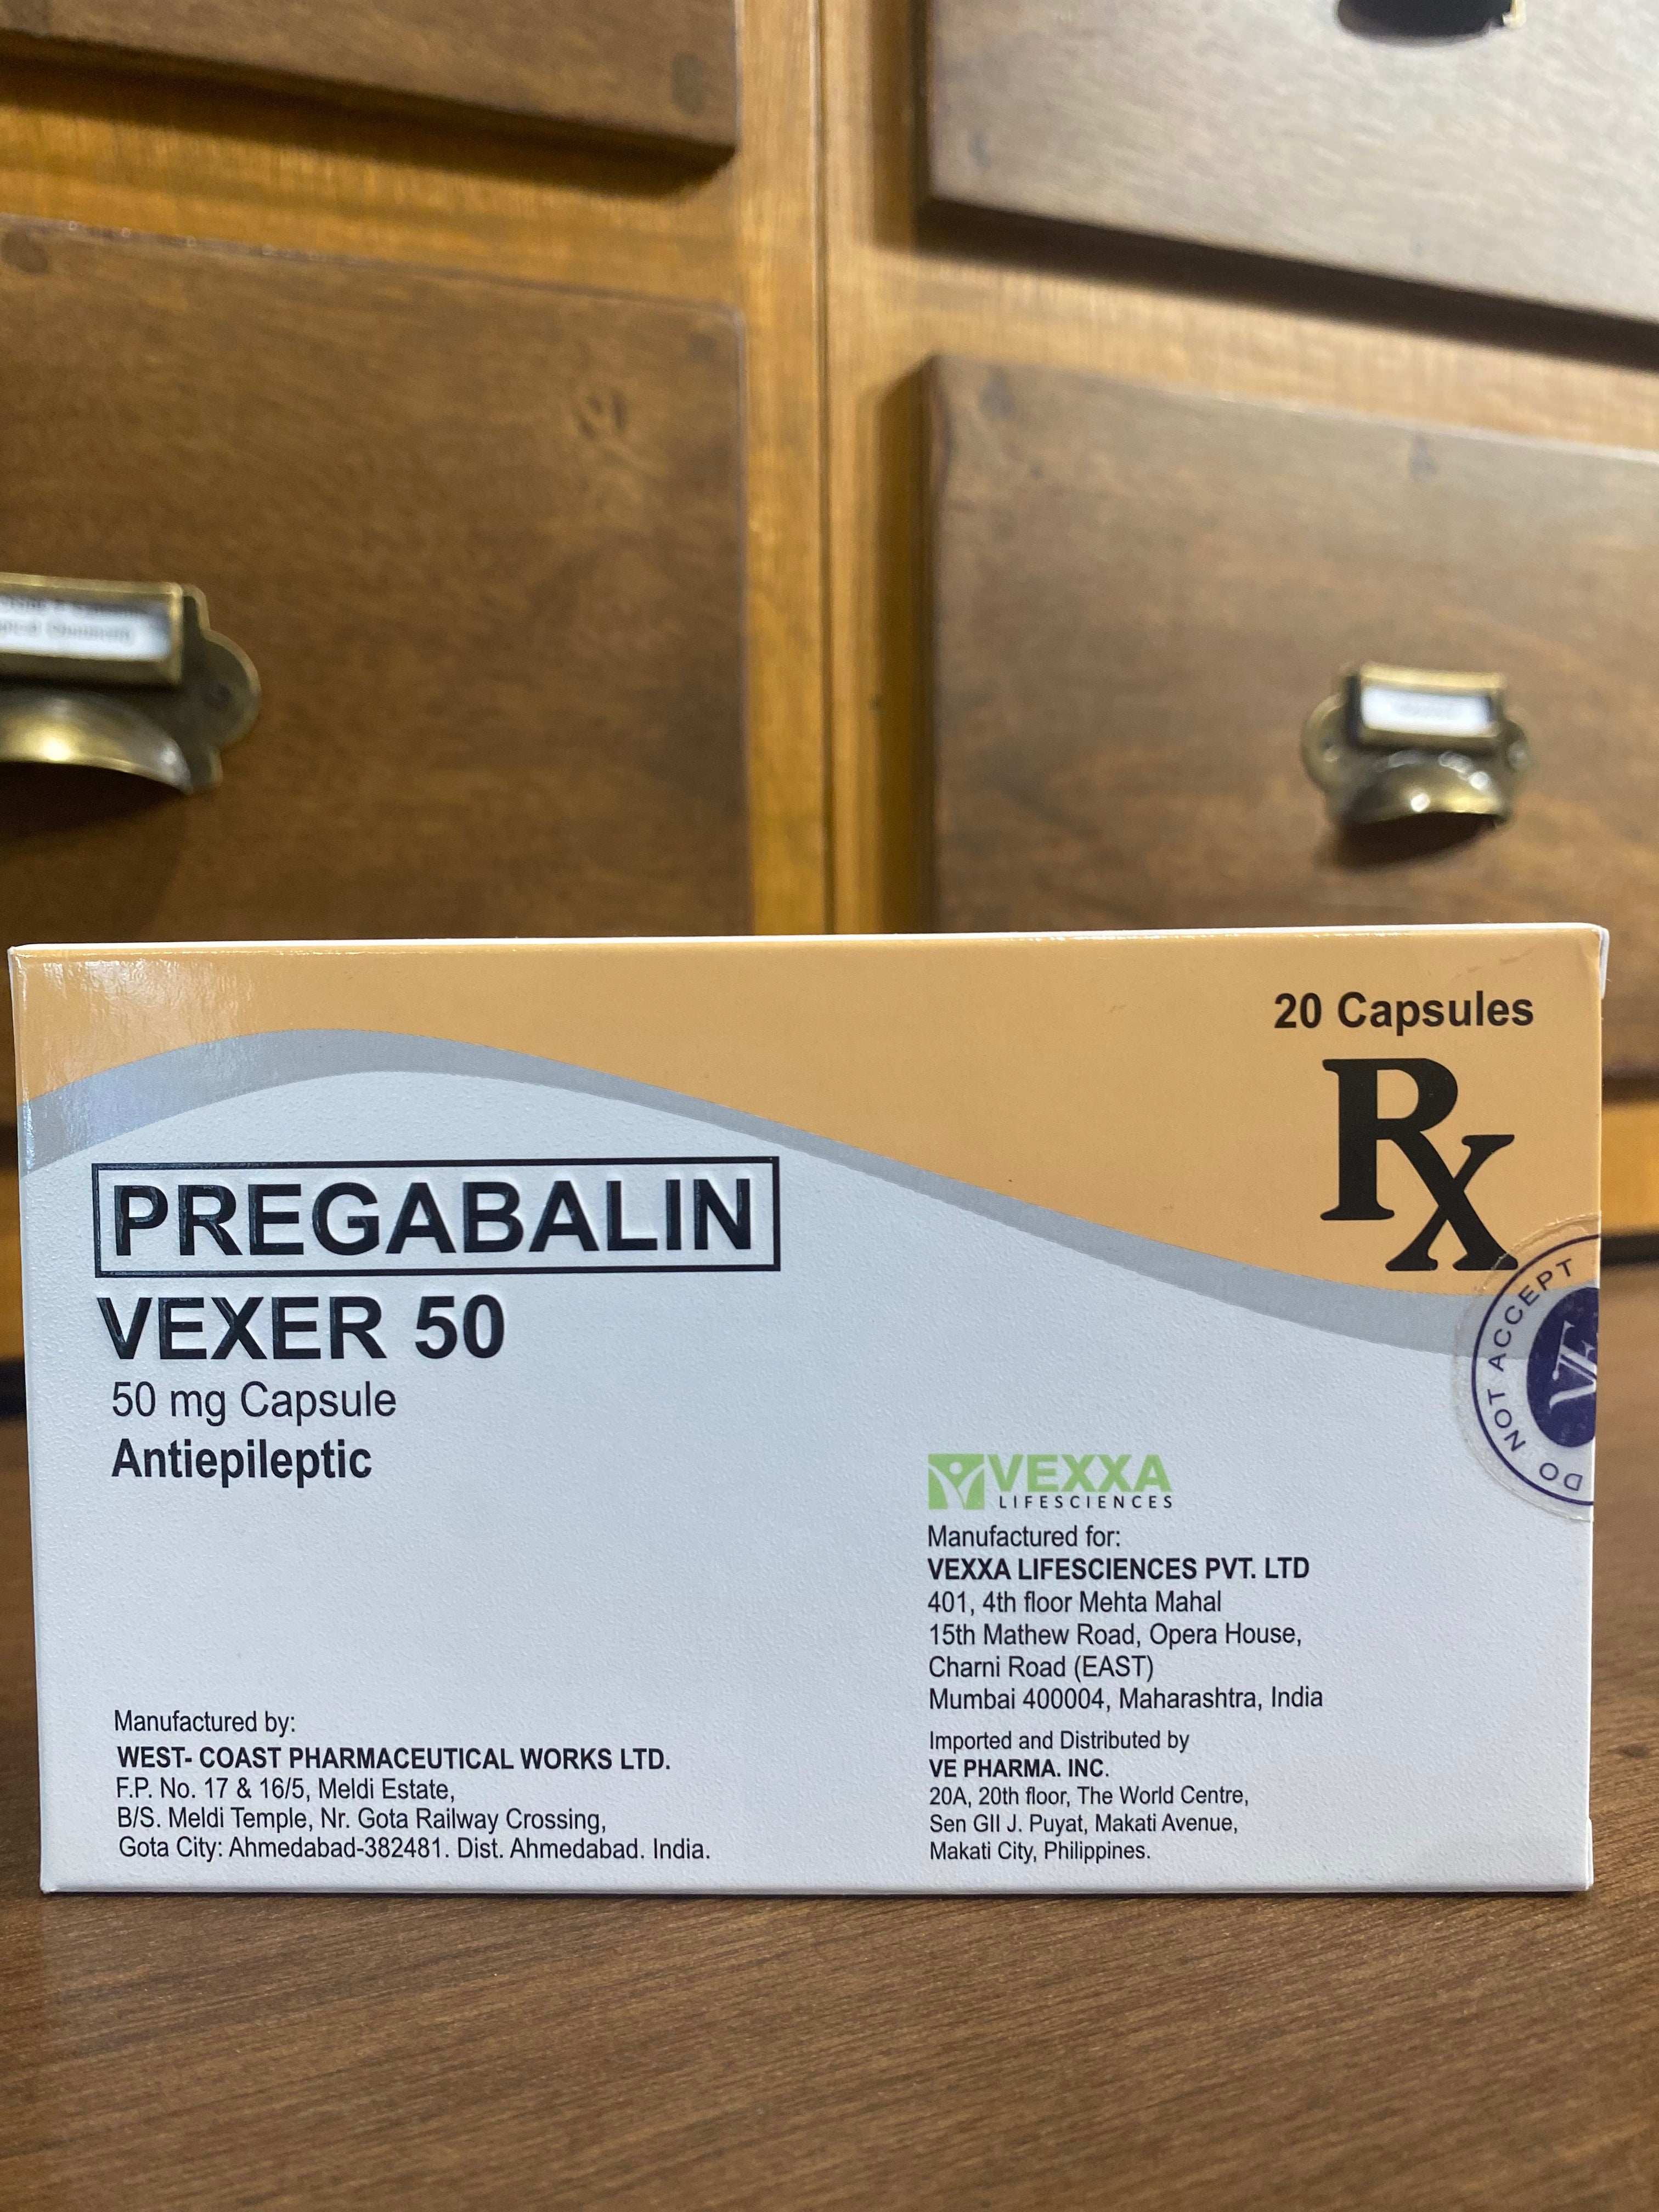 20 Capsules
Rx
PREGABALIN
VEXER 50
50 mg Capsule
Antiepileptic
DO NOT ACCEPT
VE
VEXXA
LIFESCIENCES
Manufactured for:
VEXXA LIFESCIENCES PVT. LTD
401, 4th floor Mehta Mahal
15th Mathew Road, Opera House,
Charni Road (EAST)
Mumbai 400004, Maharashtra, India
Imported and Distributed by
VE PHARMA. INC.
20A, 20th floor, The World Centre,
Sen GII J. Puyat, Makati Avenue,
Makati City, Philippines.
Manufactured by:
WEST- COAST PHARMACEUTICAL WORKS LTD.
F.P. No. 17 & 16/5, Meldi Estate,
B/S. Meldi Temple, Nr. Gota Railway Crossing,
Gota City: Ahmedabad-382481. Dist. Ahmedabad. India.